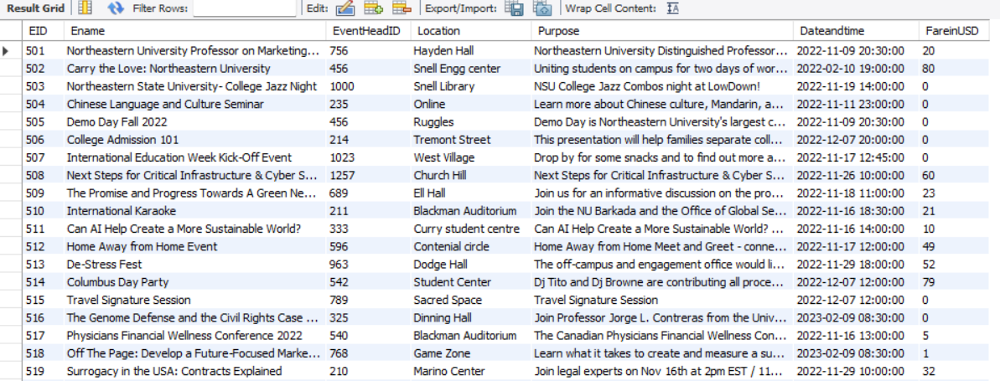 Result Grid Filter Rows: Edit: Export/Import: Wrap Cell Content:
EID Ename EventHeadID Location Purpose Dateandtime FareinUSD
501 Northeastern University Professor on Marketing... 756 Hayden Hall Northeastern University Distinguished Professor... 2022-11-09 20:30:00 20
502 Carry the Love: Northeastern University 456 Snell Engg center Uniting students on campus for two days of wor... 2022-02-10 19:00:00 80
503 Northeastern State University- College Jazz Night 1000 Snell Library NSU College Jazz Combos night at LowDown! 2022-11-19 14:00:00 0
504 Chinese Language and Culture Seminar 235 Online Learn more about Chinese culture, Mandarin, a... 2022-11-11 23:00:00 0
505 Demo Day Fall 2022 456 Ruggles Demo Day is Northeastern University's largest c... 2022-11-09 20:30:00 0
506 College Admission 101 214 Tremont Street This presentation will help families separate coll... 2022-12-07 20:00:00 0
507 International Education Week Kick-Off Event 1023 West Village Drop by for some snacks and to find out more a... 2022-11-17 12:45:00 0
508 Next Steps for Critical Infrastructure & Cyber S... 1257 Church Hill Next Steps for Critical Infrastructure & Cyber S... 2022-11-26 10:00:00 60
509 The Promise and Progress Towards A Green Ne... 689 Ell Hall Join us for an informative discussion on the pro... 2022-11-18 11:00:00 23
510 International Karaoke 211 Blackman Auditorium Join the NU Barkada and the Office of Global Se... 2022-11-16 18:30:00 21
511 Can AI Help Create a More Sustainable World? 333 Curry student centre Can AI Help Create a More Sustainable World? ... 2022-11-16 14:00:00 10
512 Home Away from Home Event 596 Contenial circle Home Away from Home Meet and Greet - conne... 2022-11-17 12:00:00 49
513 De-Stress Fest 963 Dodge Hall The off-campus and engagement office would li... 2022-11-29 18:00:00 52
514 Columbus Day Party 542 Student Center Dj Tito and Dj Browne are contributing all proce... 2022-12-07 12:00:00 79
515 Travel Signature Session 789 Sacred Space Travel Signature Session 2022-12-07 12:00:00 0
516 The Genome Defense and the Civil Rights Case ... 325 Dinning Hall Join Professor Jorge L. Contreras from the Univ... 2023-02-09 08:30:00 0
517 Physicians Financial Wellness Conference 2022 540 Blackman Auditorium The Canadian Physicians Financial Wellness Con... 2022-11-16 13:00:00 5
518 Off The Page: Develop a Future-Focused Marke... 768 Game Zone Learn what it takes to create and measure a su... 2023-02-09 08:30:00 1
519 Surrogacy in the USA: Contracts Explained 210 Marino Center Join legal experts on Nov 16th at 2pm EST / 11... 2022-11-29 10:00:00 32